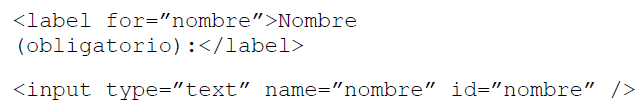 <label for=”nombre”>Nombre
(obligatorio):</label>
<input type=”text” name=”nombre” id=”nombre” />